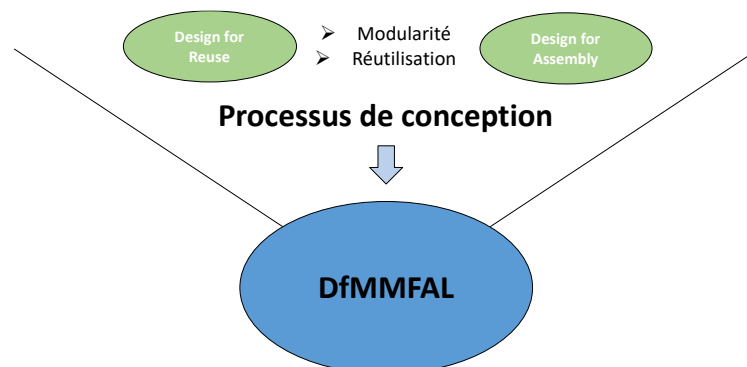 Design for
Reuse
➢ Modularité
➢ Réutilisation
Design for
Assembly
Processus de conception
DfMMFAL